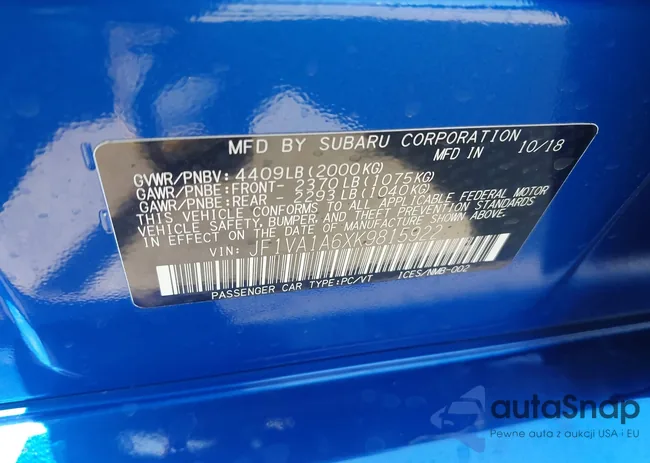 MFD BY SUBARU CORPORATION
MFD IN 10/18
GVWR/PNBV: 4409LB(2000KG)
GAWR/PNBE:FRONT- 2370LB(1075KG)
GAWR/PNBE:REAR - 2293LB(1040KG)
THIS VEHICLE CONFORMS TO ALL APPLICABLE FEDERAL MOTOR
VEHICLE SAFETY, BUMPER, AND THEFT PREVENTION STANDARDS
IN EFFECT ON THE DATE OF MANUFACTURE SHOWN ABOVE.
VIN: JF1VA1A6XK9815922
PASSENGER CAR TYPE:PC/VT ICES/NMB-002
autaSnap
Pewne auta z aukcji USA i EU